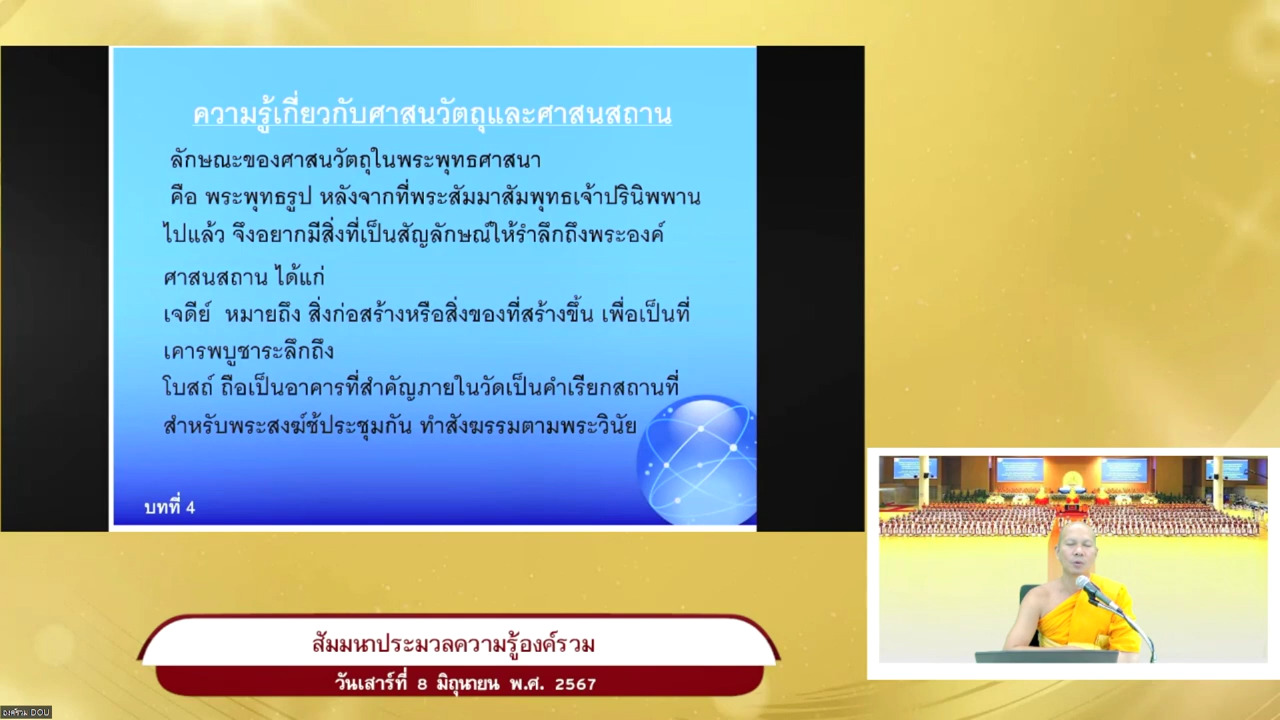 ความรู้เกี่ยวกับศาสนวัตถุและศาสนสถาน
ลักษณะของศาสนวัตถุในพระพุทธศาสนา
คือ พระพุทธรูป หลังจากที่พระสัมมาสัมพุทธเจ้าปรินิพพาน
ไปแล้ว จึงอยากมีสิ่งที่เป็นสัญลักษณ์ให้รำลึกถึงพระองค์
ศาสนสถาน ได้แก่
เจดีย์ หมายถึง สิ่งก่อสร้างหรือสิ่งของที่สร้างขึ้น เพื่อเป็นที่
เคารพบูชาระลึกถึง
โบสถ์ ถือเป็นอาคารที่สำคัญภายในวัดเป็นคำเรียกสถานที่
สำหรับพระสงฆ์ช้ประชุมกัน ทำสังฆรรมตามพระวินัย
บทที่ 4
สัมมนาประมวลความรู้องค์รวม
วันเสาร์ที่ 8 มิถุนายน พ.ศ. 2567
องค์รวม DOU